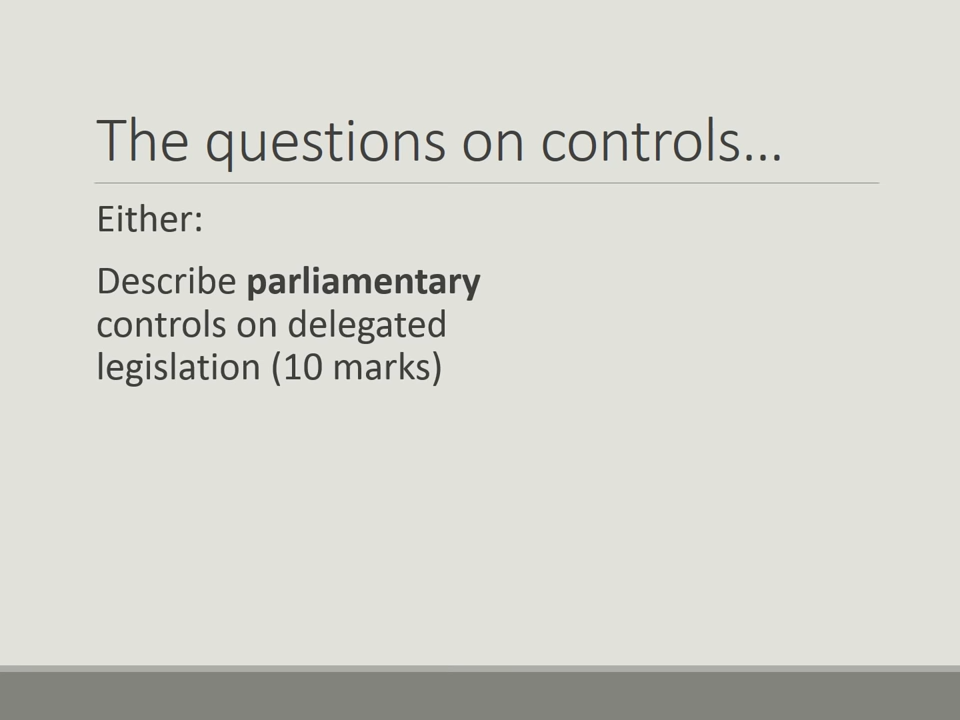 The questions on controls…
Either:
Describe parliamentary
controls on delegated
legislation (10 marks)